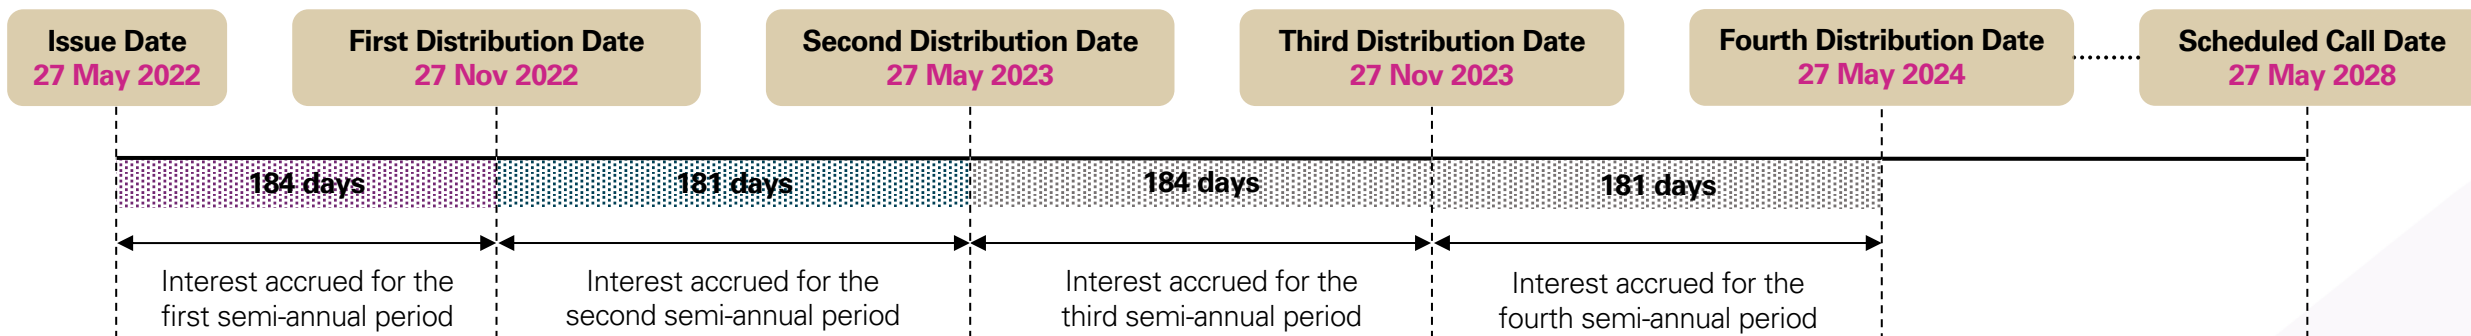 Issue Date
27 May 2022
First Distribution Date
27 Nov 2022
Second Distribution Date
27 May 2023
Third Distribution Date
27 Nov 2023
Fourth Distribution Date
27 May 2024
Scheduled Call Date
27 May 2028
184 days
181 days
184 days
181 days
Interest accrued for the
first semi-annual period
Interest accrued for the
second semi-annual period
Interest accrued for the
third semi-annual period
Interest accrued for the
fourth semi-annual period